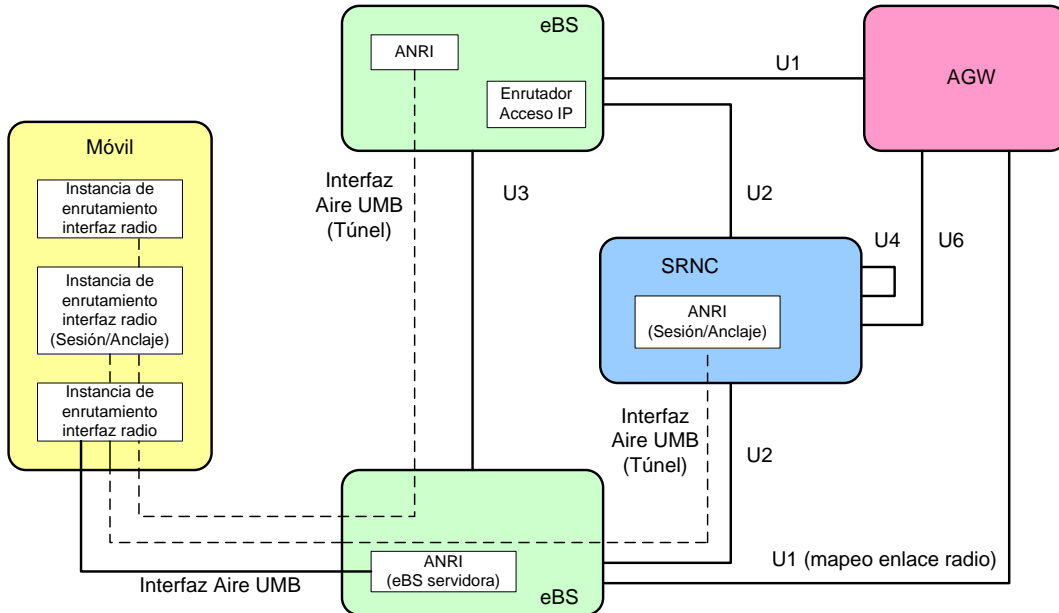 eBS
ANRI
Enrutador
Acceso IP
U1
AGW
Móvil
Instancia de
enrutamiento
interfaz radio
Instancia de
enrutamiento
interfaz radio
(Sesión/Anclaje)
Instancia de
enrutamiento
interfaz radio
Interfaz
Aire UMB
(Túnel)
U3
U2
U4
U6
SRNC
ANRI
(Sesión/Anclaje)
Interfaz
Aire UMB
(Túnel)
U2
U1 (mapeo enlace radio)
ANRI
(eBS servidora)
eBS
Interfaz Aire UMB